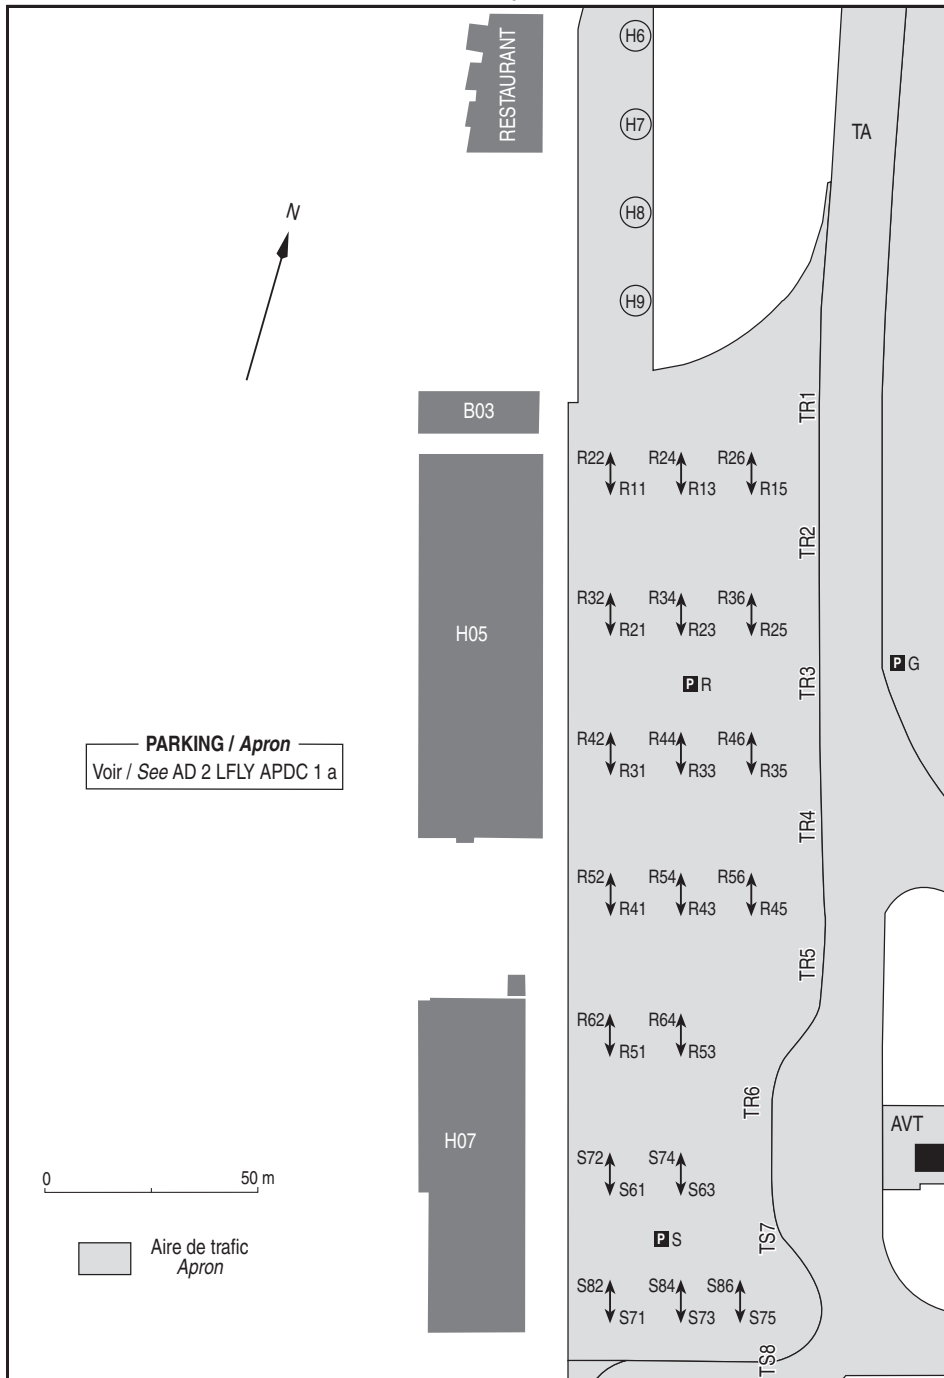 H6
RESTAURANT
H7
TA
H8
N
H9
B03
TR1
R22 R24 R26
R11 R13 R15
TR2
R32 R34 R36
H05
R21 R23 R25
P G
P R
TR3
PARKING / Apron
Voir / See AD 2 LFLY APDC 1 a
R42 R44 R46
R31 R33 R35
TR4
R52 R54 R56
R41 R43 R45
TR5
R62 R64
R51 R53
TR6
AVT
H07
S72 S74
S61 S63
0 50 m
TS7
P S
Aire de trafic
Apron
S82 S84 S86
S71 S73 S75
TS8